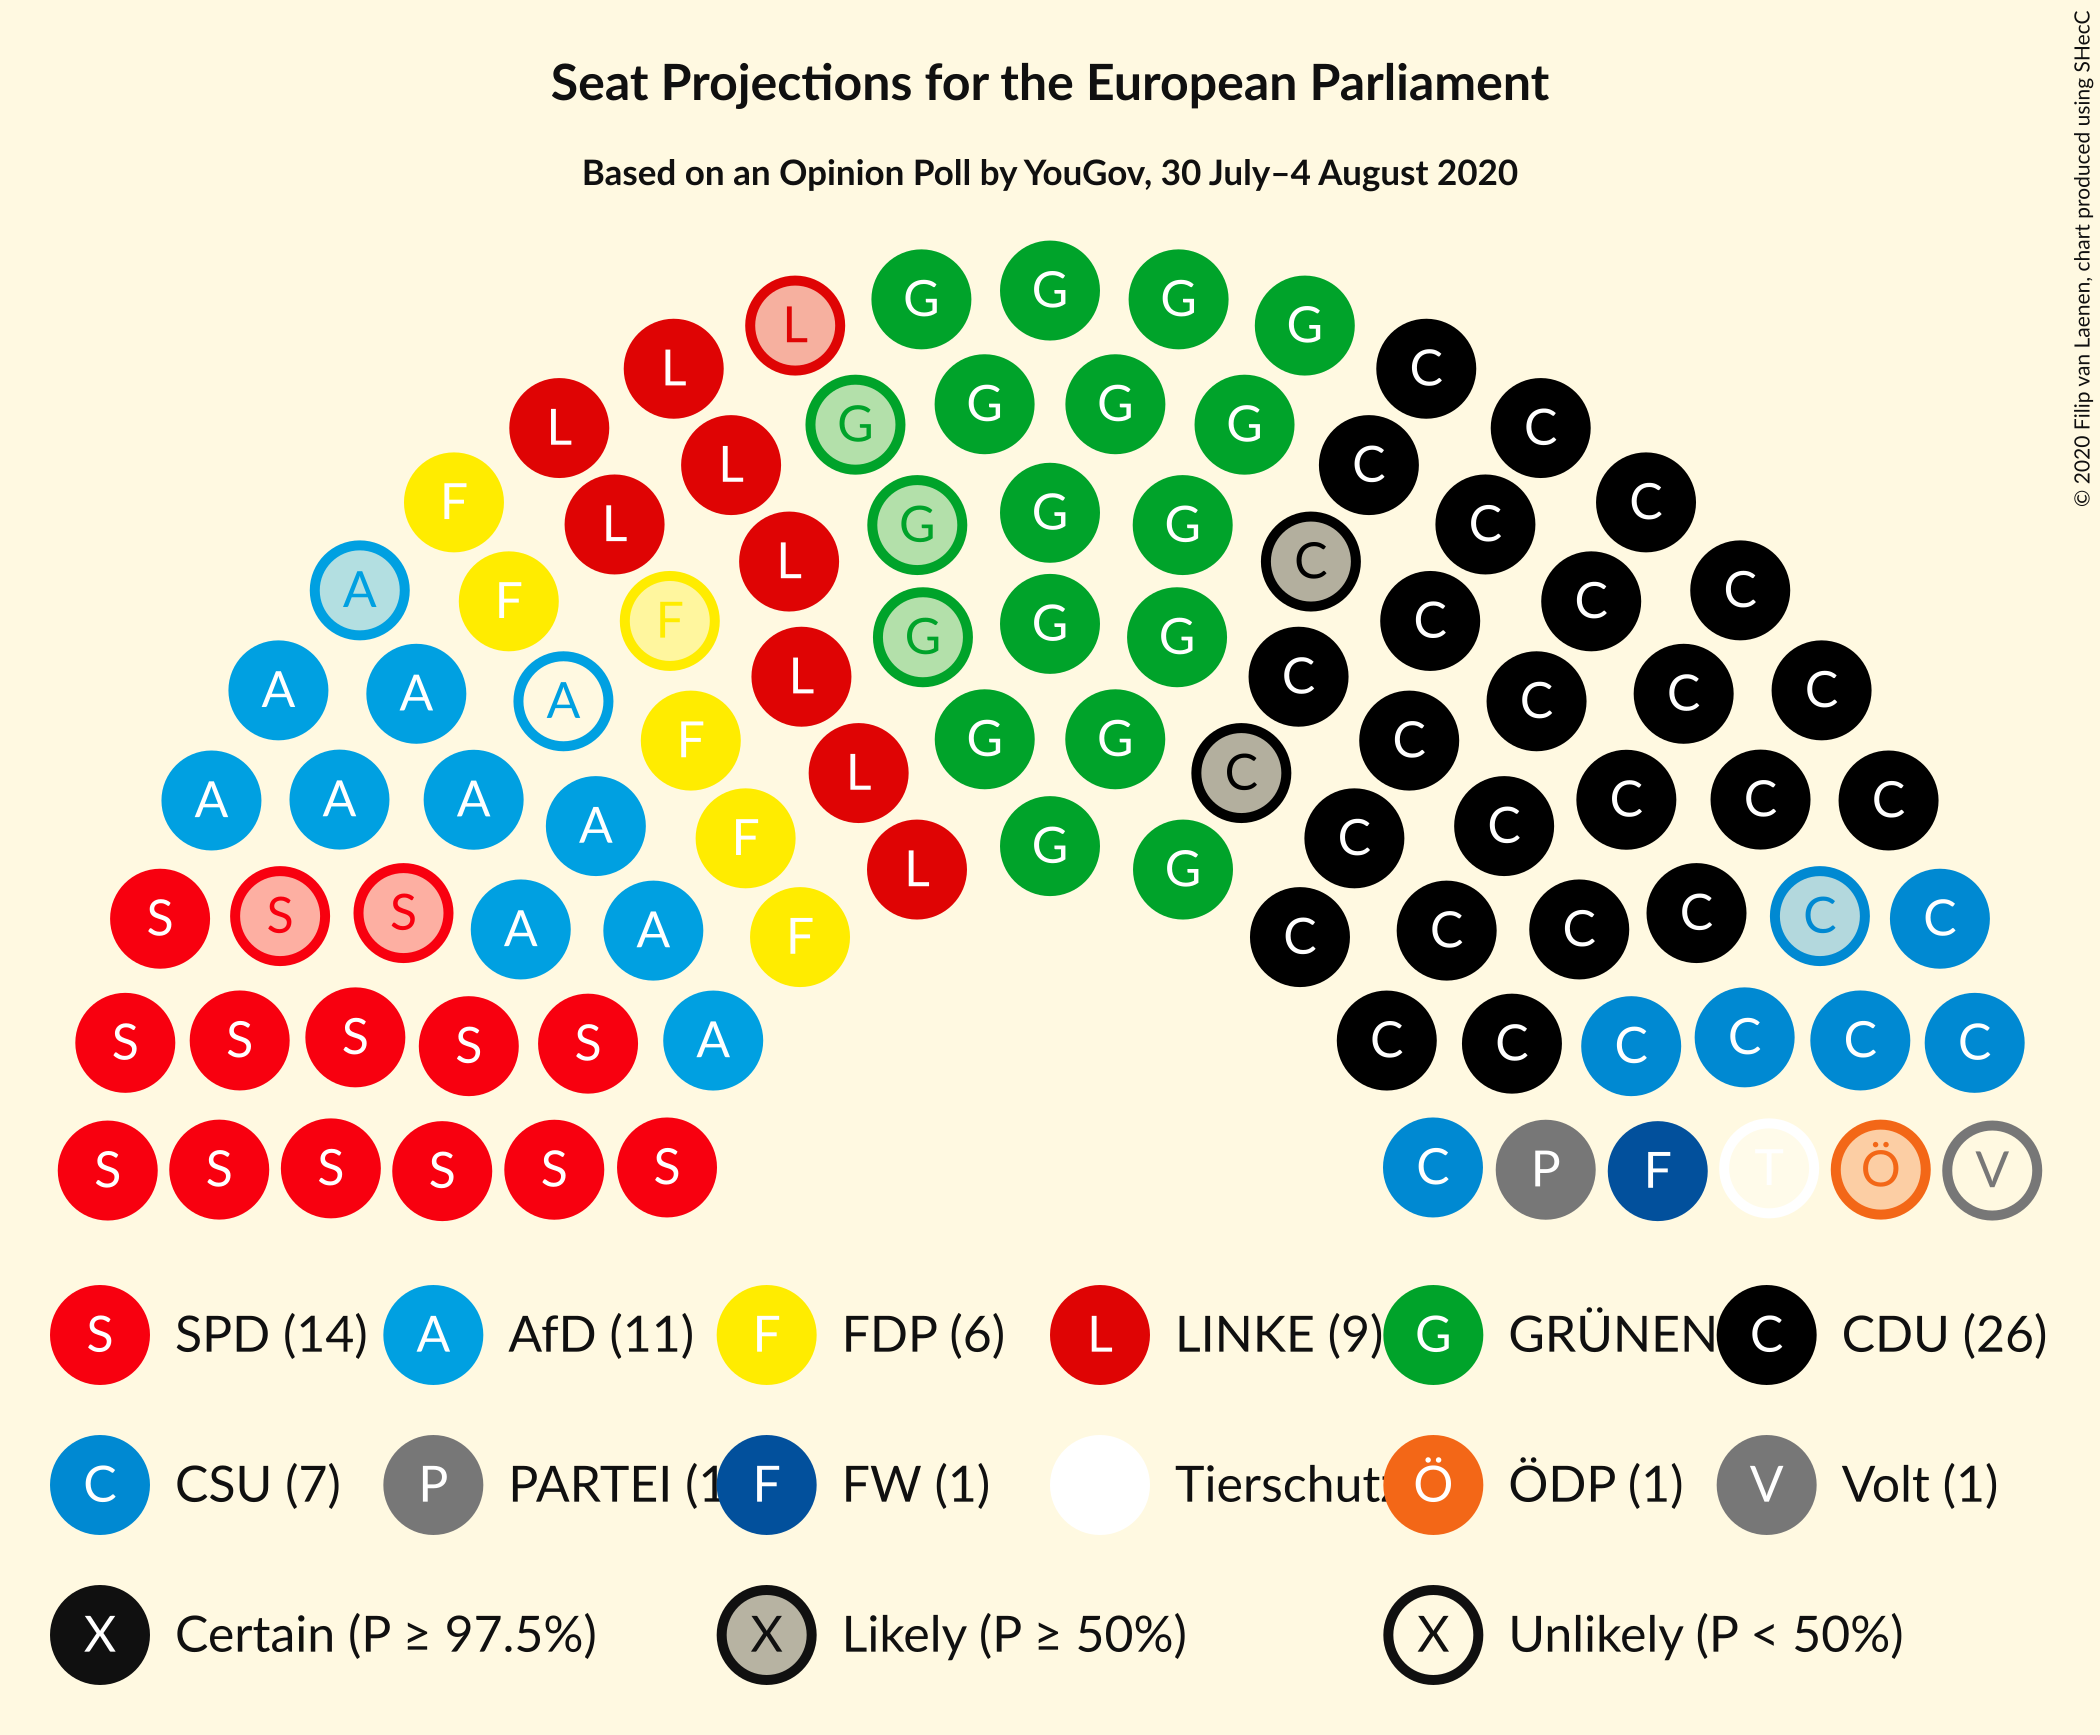 Seat Projections for the European Parliament
Based on an Opinion Poll by YouGov, 30 July–4 August 2020
© 2020 Filip van Laenen, chart produced using SHecC
L G G G G
L C
L G G G G C
F L L G G G C C C
A F F L G G G C C C C
A A A F L G G C C C C C
A A A A F L G C C C C C C
S S S A A F L G C C C C C C
S S S S S A C C C C C C
S S S S S S C P F T Ö V
S SPD (14) A AfD (11) F FDP (6) L LINKE (9) G GRÜNEN C CDU (26)
C CSU (7) P PARTEI (1 F FW (1) Tierschutz Ö ÖDP (1) V Volt (1)
X Certain (P ≥ 97.5%) X Likely (P ≥ 50%) X Unlikely (P < 50%)